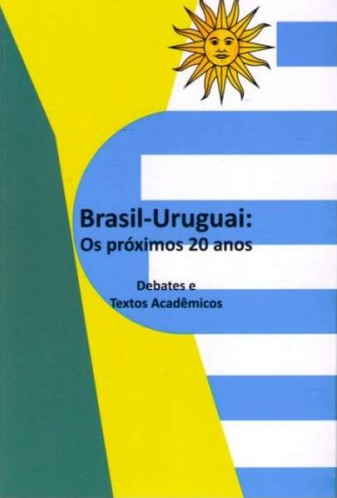 Brasil-Uruguai:
Os próximos 20 anos
Debates e
Textos Acadêmicos